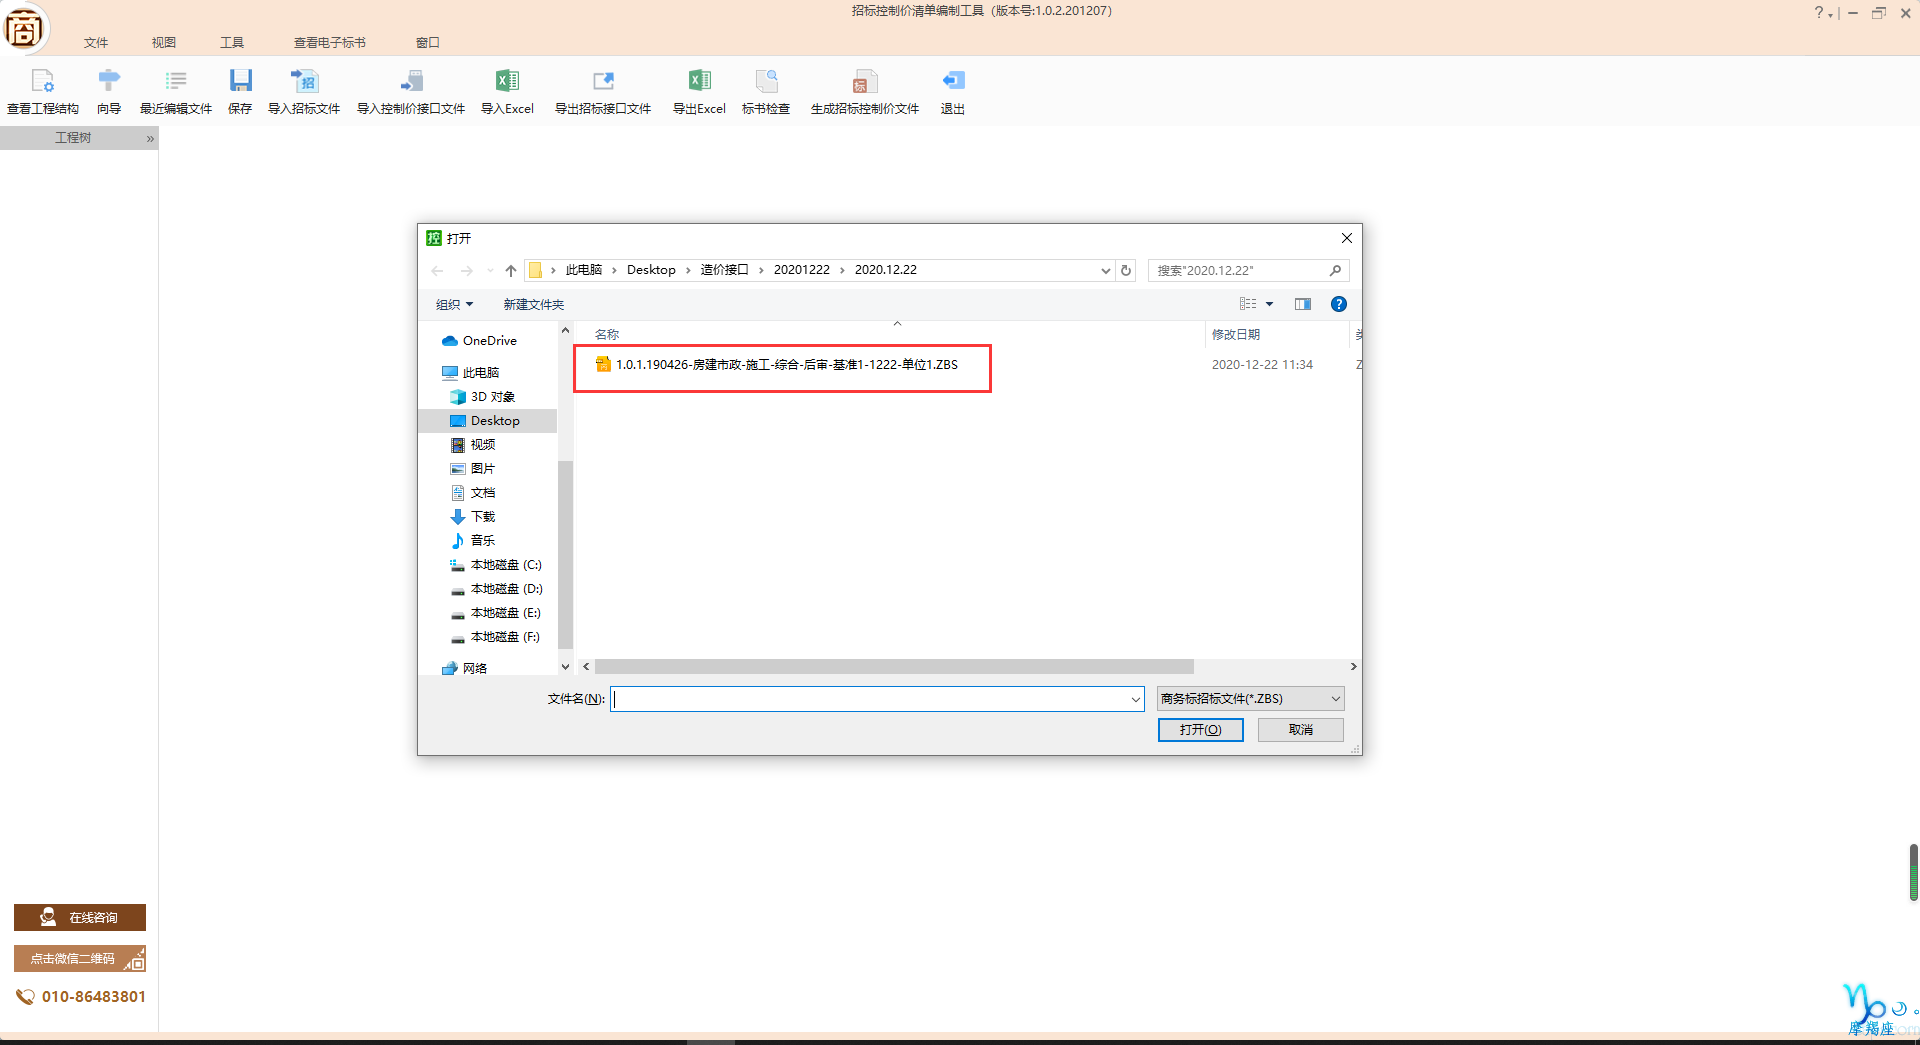 招标控制价清单编制工具（版本号:1.0.2.201207）
商
文件 视图 工具 查看电子标书 窗口
查看工程结构 向导 最近编辑文件 保存 导入招标文件 导入控制价接口文件 导入Excel 导出招标接口文件 导出Excel 标书检查 生成招标控制价文件 退出
工程树 »
控 打开
此电脑 › Desktop › 造价接口 › 20201222 › 2020.12.22
搜索"2020.12.22"
组织 新建文件夹
OneDrive
此电脑
3D 对象
Desktop
视频
图片
文档
下载
音乐
本地磁盘 (C:)
本地磁盘 (D:)
本地磁盘 (E:)
本地磁盘 (F:)
网络
名称 修改日期
1.0.1.190426-房建市政-施工-综合-后审-基准1-1222-单位1.ZBS 2020-12-22 11:34 Z
文件名(N): 商务标招标文件(*.ZBS)
打开(O) 取消
在线咨询
点击微信二维码
010-86483801
摩羯座